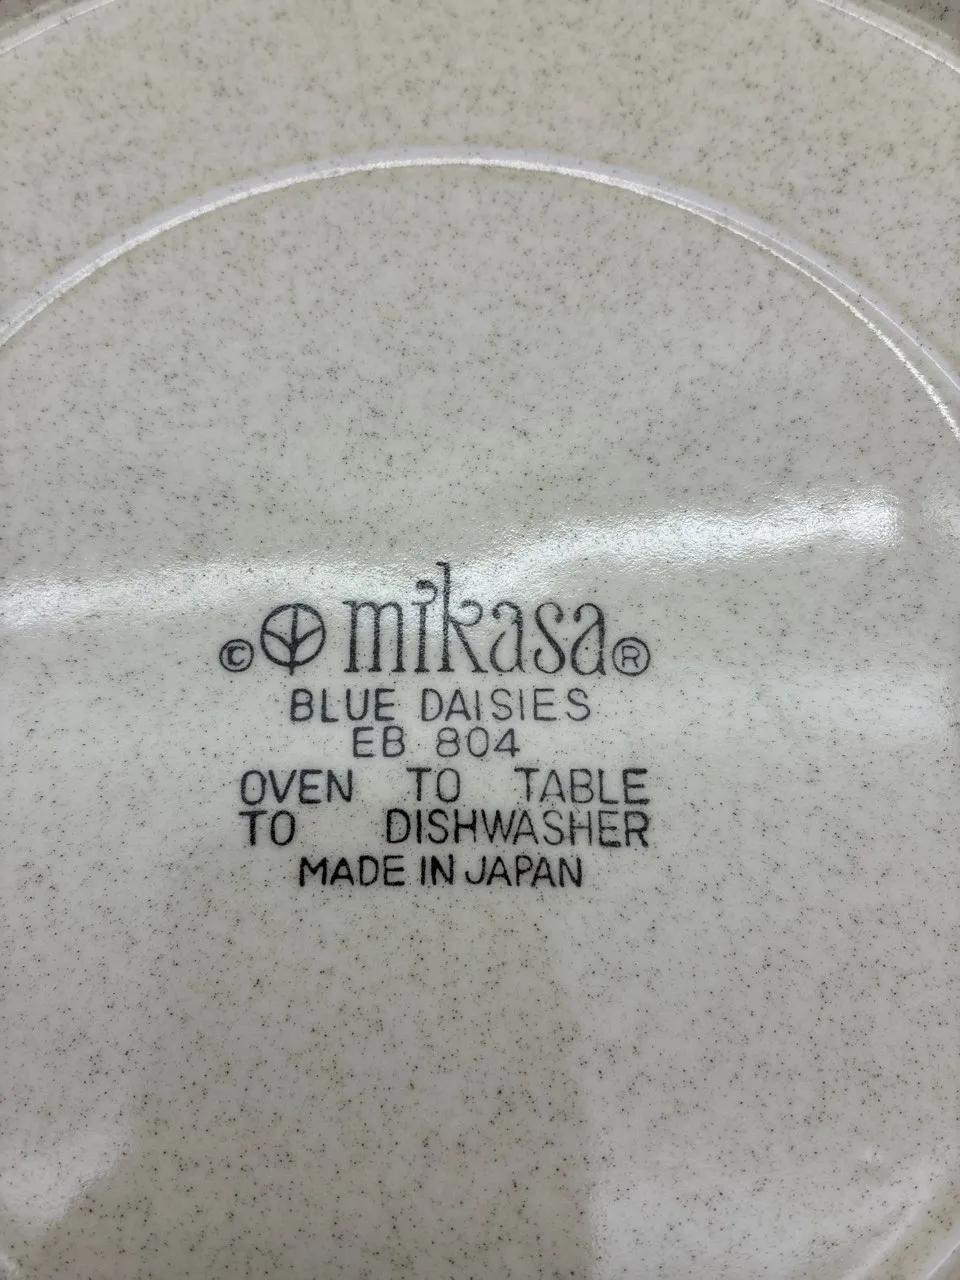 © mikasa®
BLUE DAISIES
EB 804
OVEN TO TABLE
TO DISHWASHER
MADE IN JAPAN